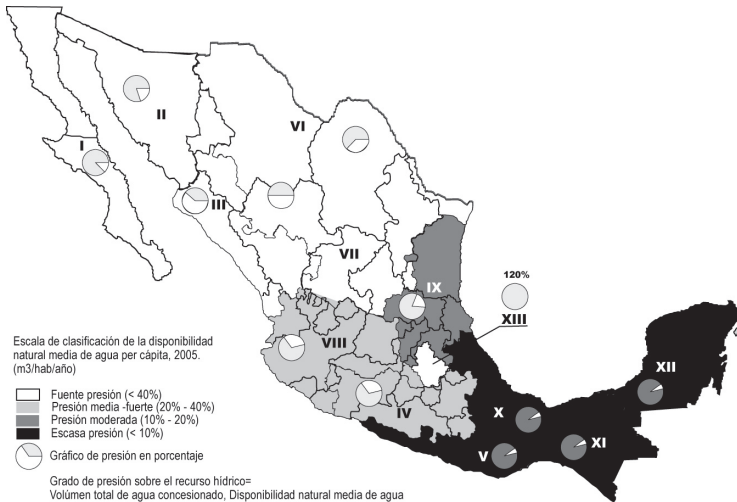 II
VI
I
III
VII
IX
120%
XIII
VIII
XII
IV
X
V
XI
Escala de clasificación de la disponibilidad
natural media de agua per cápita, 2005.
(m3/hab/año)
Fuente presión (< 40%)
Presión media -fuerte (20% - 40%)
Presión moderada (10% - 20%)
Escasa presión (< 10%)
Gráfico de presión en porcentaje
Grado de presión sobre el recurso hídrico=
Volúmen total de agua concesionado, Disponibilidad natural media de agua